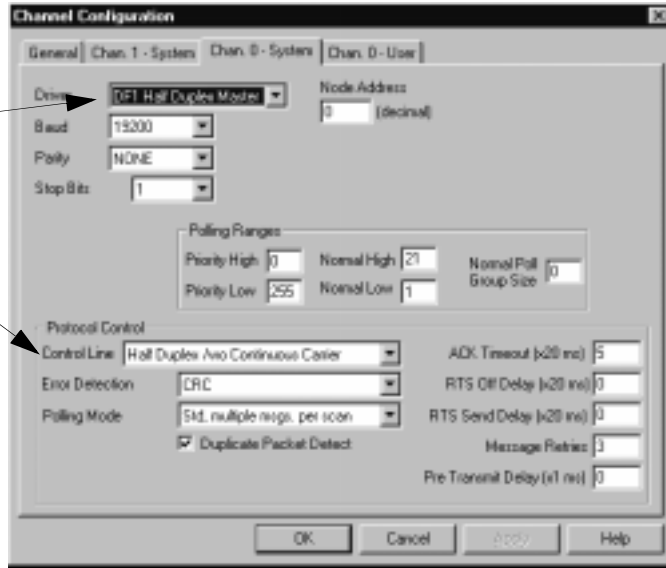 Channel Configuration
General
Chan. 1 - System
Chan. 0 - System
Chan. 0 - User
Driver
DF1 Half Duplex Master
Node Address
0 (decimal)
Baud 19200
Parity NONE
Stop Bits 1
Polling Ranges
Priority High 0
Normal High 21
Normal Poll
Group Size 0
Priority Low 255
Normal Low 1
Protocol Control
Control Line Half Duplex /wo Continuous Carrier
ACK Timeout (x20 ms) 5
Error Detection CRC
RTS Off Delay (x20 ms) 0
Polling Mode Std. multiple msgs. per scan
RTS Send Delay (x20 ms) 0
Duplicate Packet Detect
Message Retries 3
Pre Transmit Delay (x1 ms) 0
OK
Cancel
Apply
Help